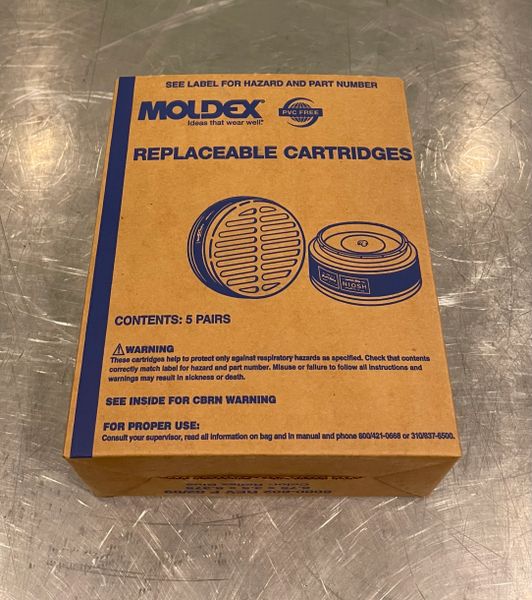 SEE LABEL FOR HAZARD AND PART NUMBER
MOLDEX®
Ideas that wear well.®
PVC FREE
REPLACEABLE CARTRIDGES
NIOSH
CONTENTS: 5 PAIRS
⚠WARNING
These cartridges help to protect only against respiratory hazards as specified. Check that contents
correctly match label for hazard and part number. Misuse or failure to follow all instructions and
warnings may result in sickness or death.
SEE INSIDE FOR CBRN WARNING
FOR PROPER USE:
Consult your supervisor, read all information on bag and in manual and phone 800/421-0668 or 310/837-6500.